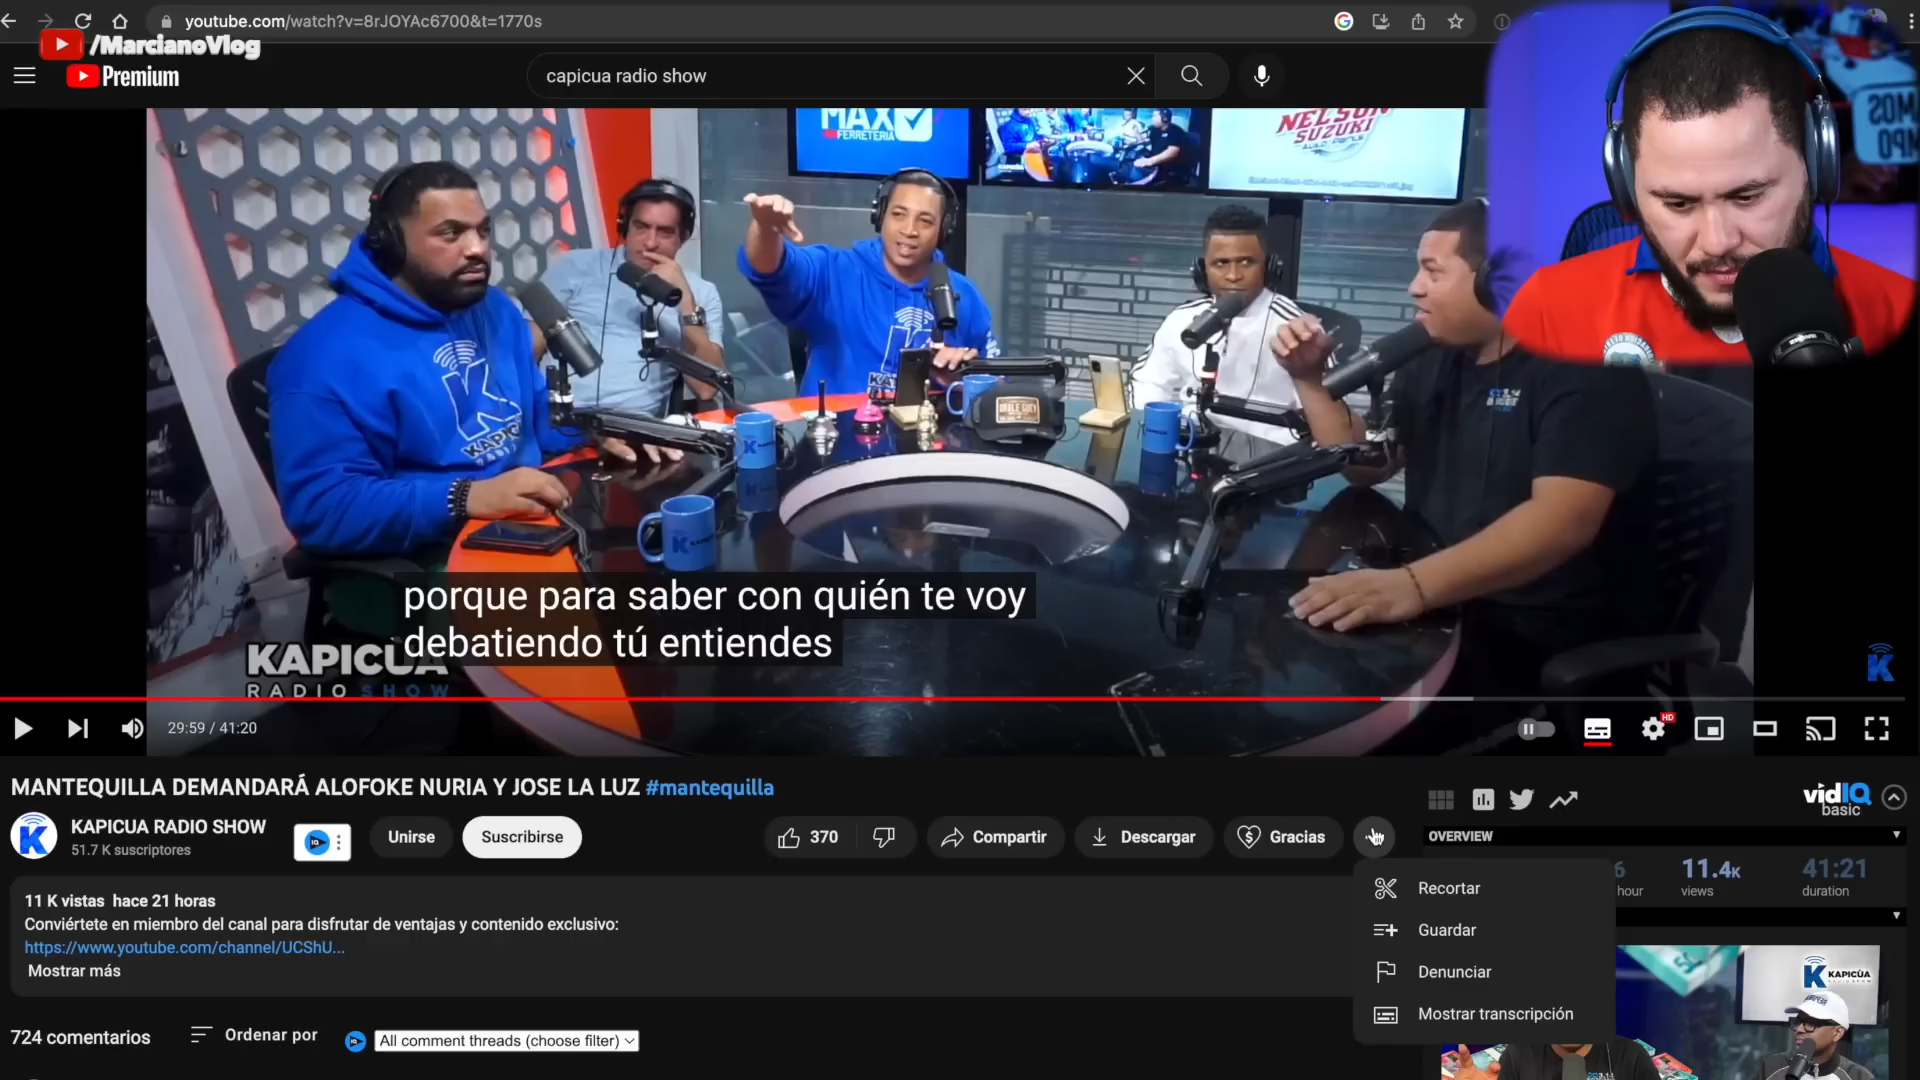 youtube.com/watch?v=8rJOYAc6700&t=1770s
/MarcianoVlog
Premium
capicua radio show
MAX
FERRETERIA
NELSON
SUZUKI
KAPICUA
RADIO SHOW
porque para saber con quién te voy
debatiendo tú entiendes
29:59 / 41:20
HD
MANTEQUILLA DEMANDARÁ ALOFOKE NURIA Y JOSE LA LUZ #mantequilla
KAPICUA RADIO SHOW
51.7 K suscriptores
Unirse
Suscribirse
370
Compartir
Descargar
Gracias
11 K vistas hace 21 horas
Conviértete en miembro del canal para disfrutar de ventajas y contenido exclusivo:
https://www.youtube.com/channel/UCShU...
Mostrar más
724 comentarios
Ordenar por
All comment threads (choose filter)
Recortar
Guardar
Denunciar
Mostrar transcripción
vidIQ
basic
OVERVIEW
6
hour
11.4K
views
41:21
duration
KAPICÙA